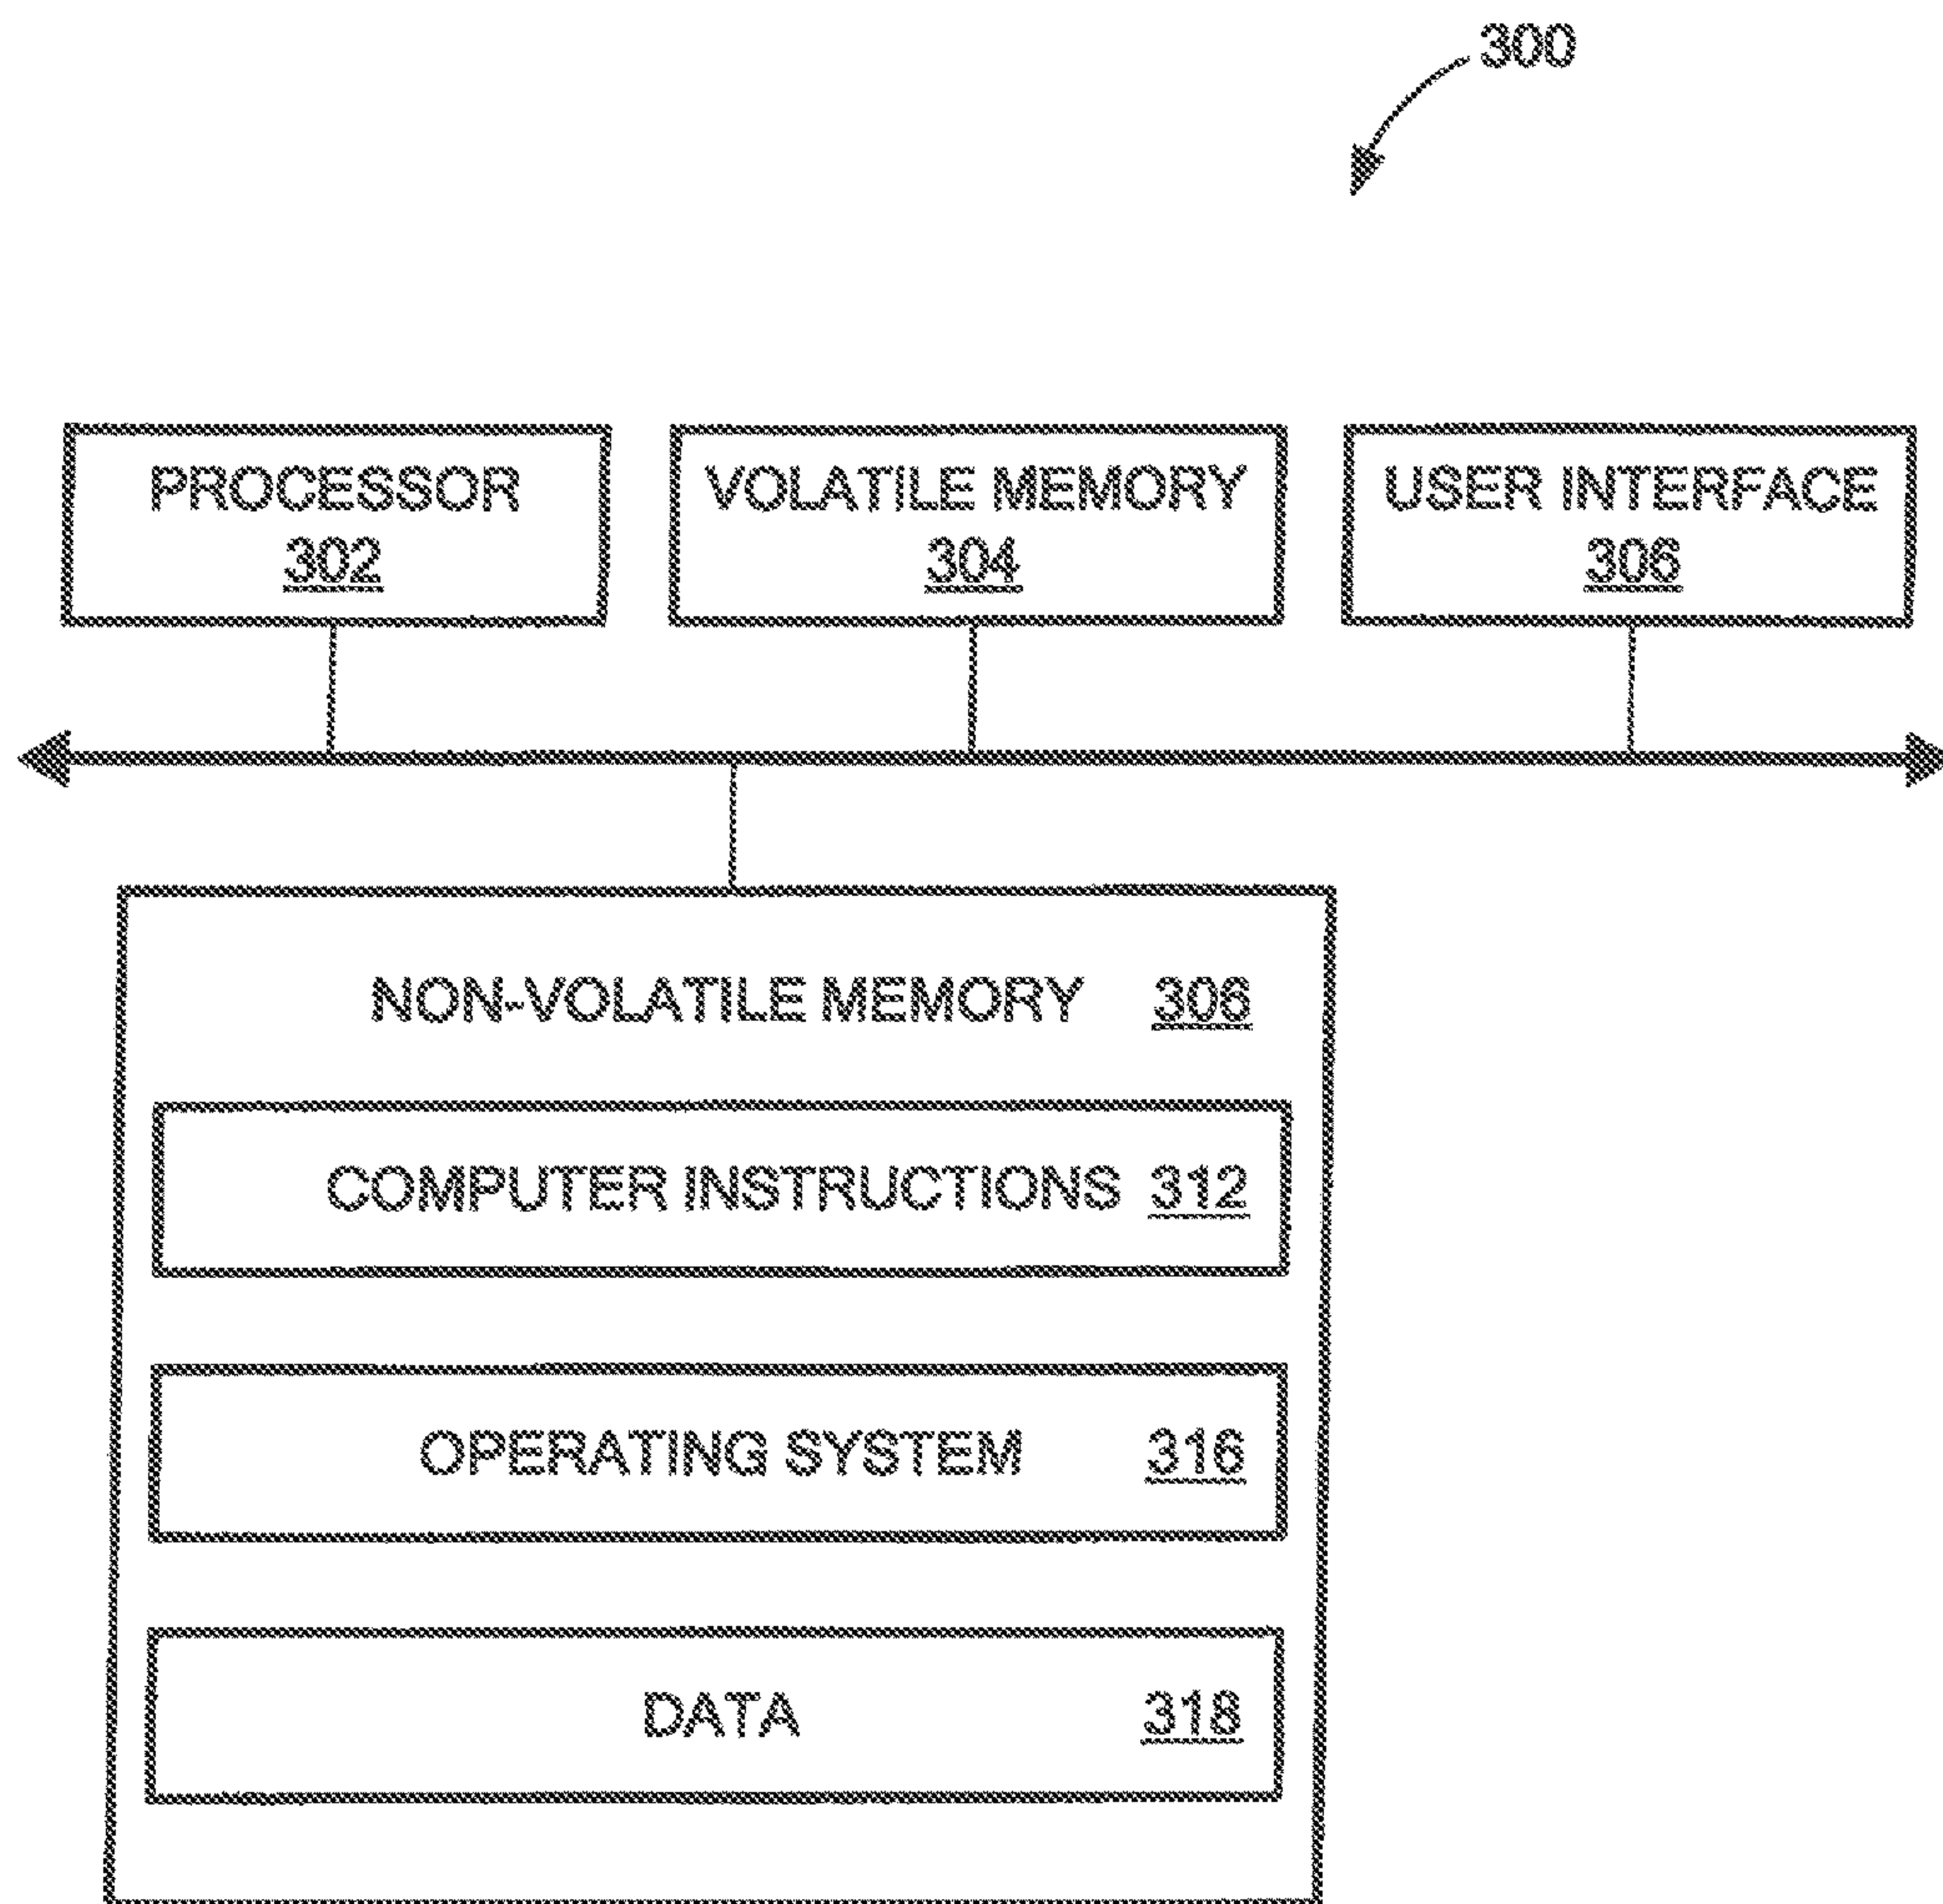 300
PROCESSOR
302
VOLATILE MEMORY
304
USER INTERFACE
306
NON-VOLATILE MEMORY 306
COMPUTER INSTRUCTIONS 312
OPERATING SYSTEM 316
DATA 318